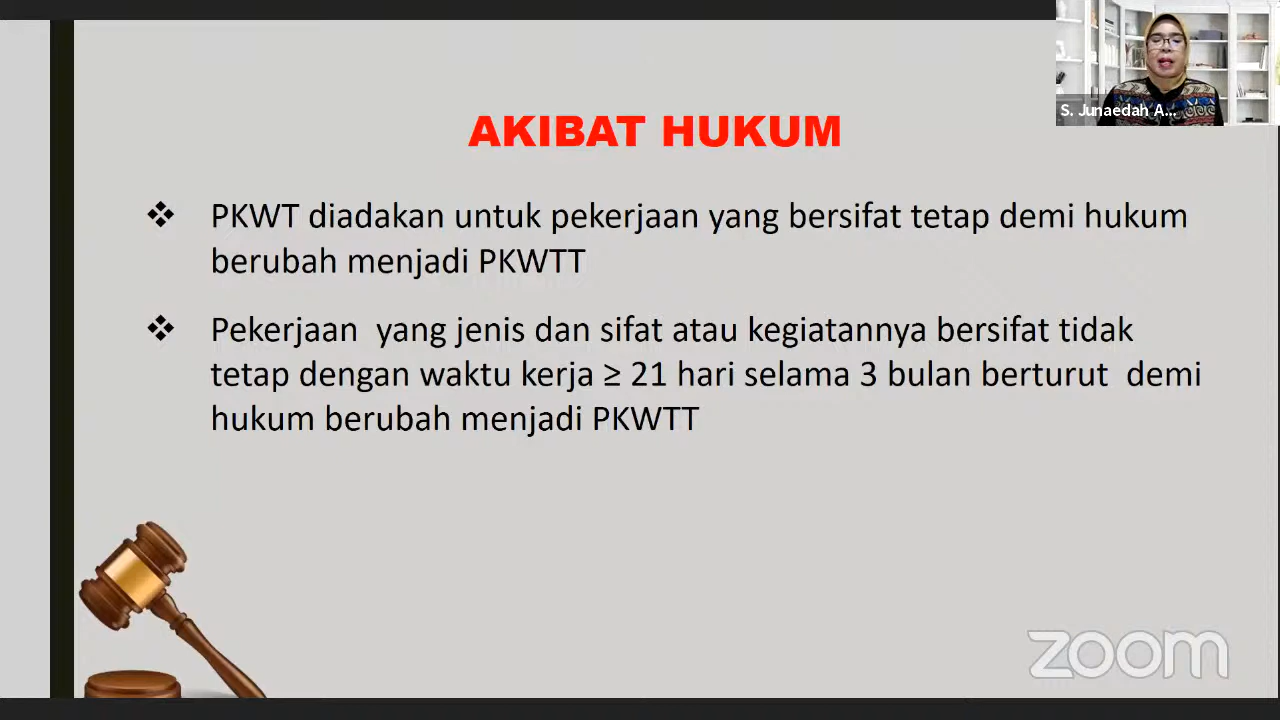 S. Junaedah A...
AKIBAT HUKUM
❖ PKWT diadakan untuk pekerjaan yang bersifat tetap demi hukum
berubah menjadi PKWTT
❖ Pekerjaan yang jenis dan sifat atau kegiatannya bersifat tidak
tetap dengan waktu kerja ≥ 21 hari selama 3 bulan berturut demi
hukum berubah menjadi PKWTT
zoom